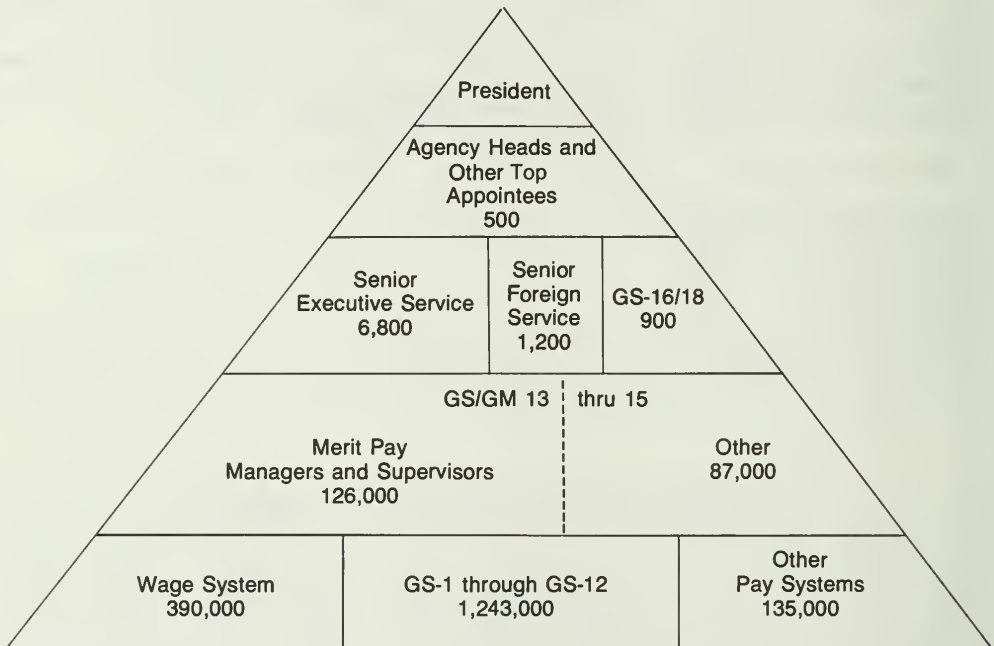 President
Agency Heads and
Other Top
Appointees
500
Senior
Executive Service
6,800
Senior
Foreign
Service
1,200
GS-16/18
900
GS/GM 13 thru 15
Merit Pay
Managers and Supervisors
126,000
Other
87,000
Wage System
390,000
GS-1 through GS-12
1,243,000
Other
Pay Systems
135,000